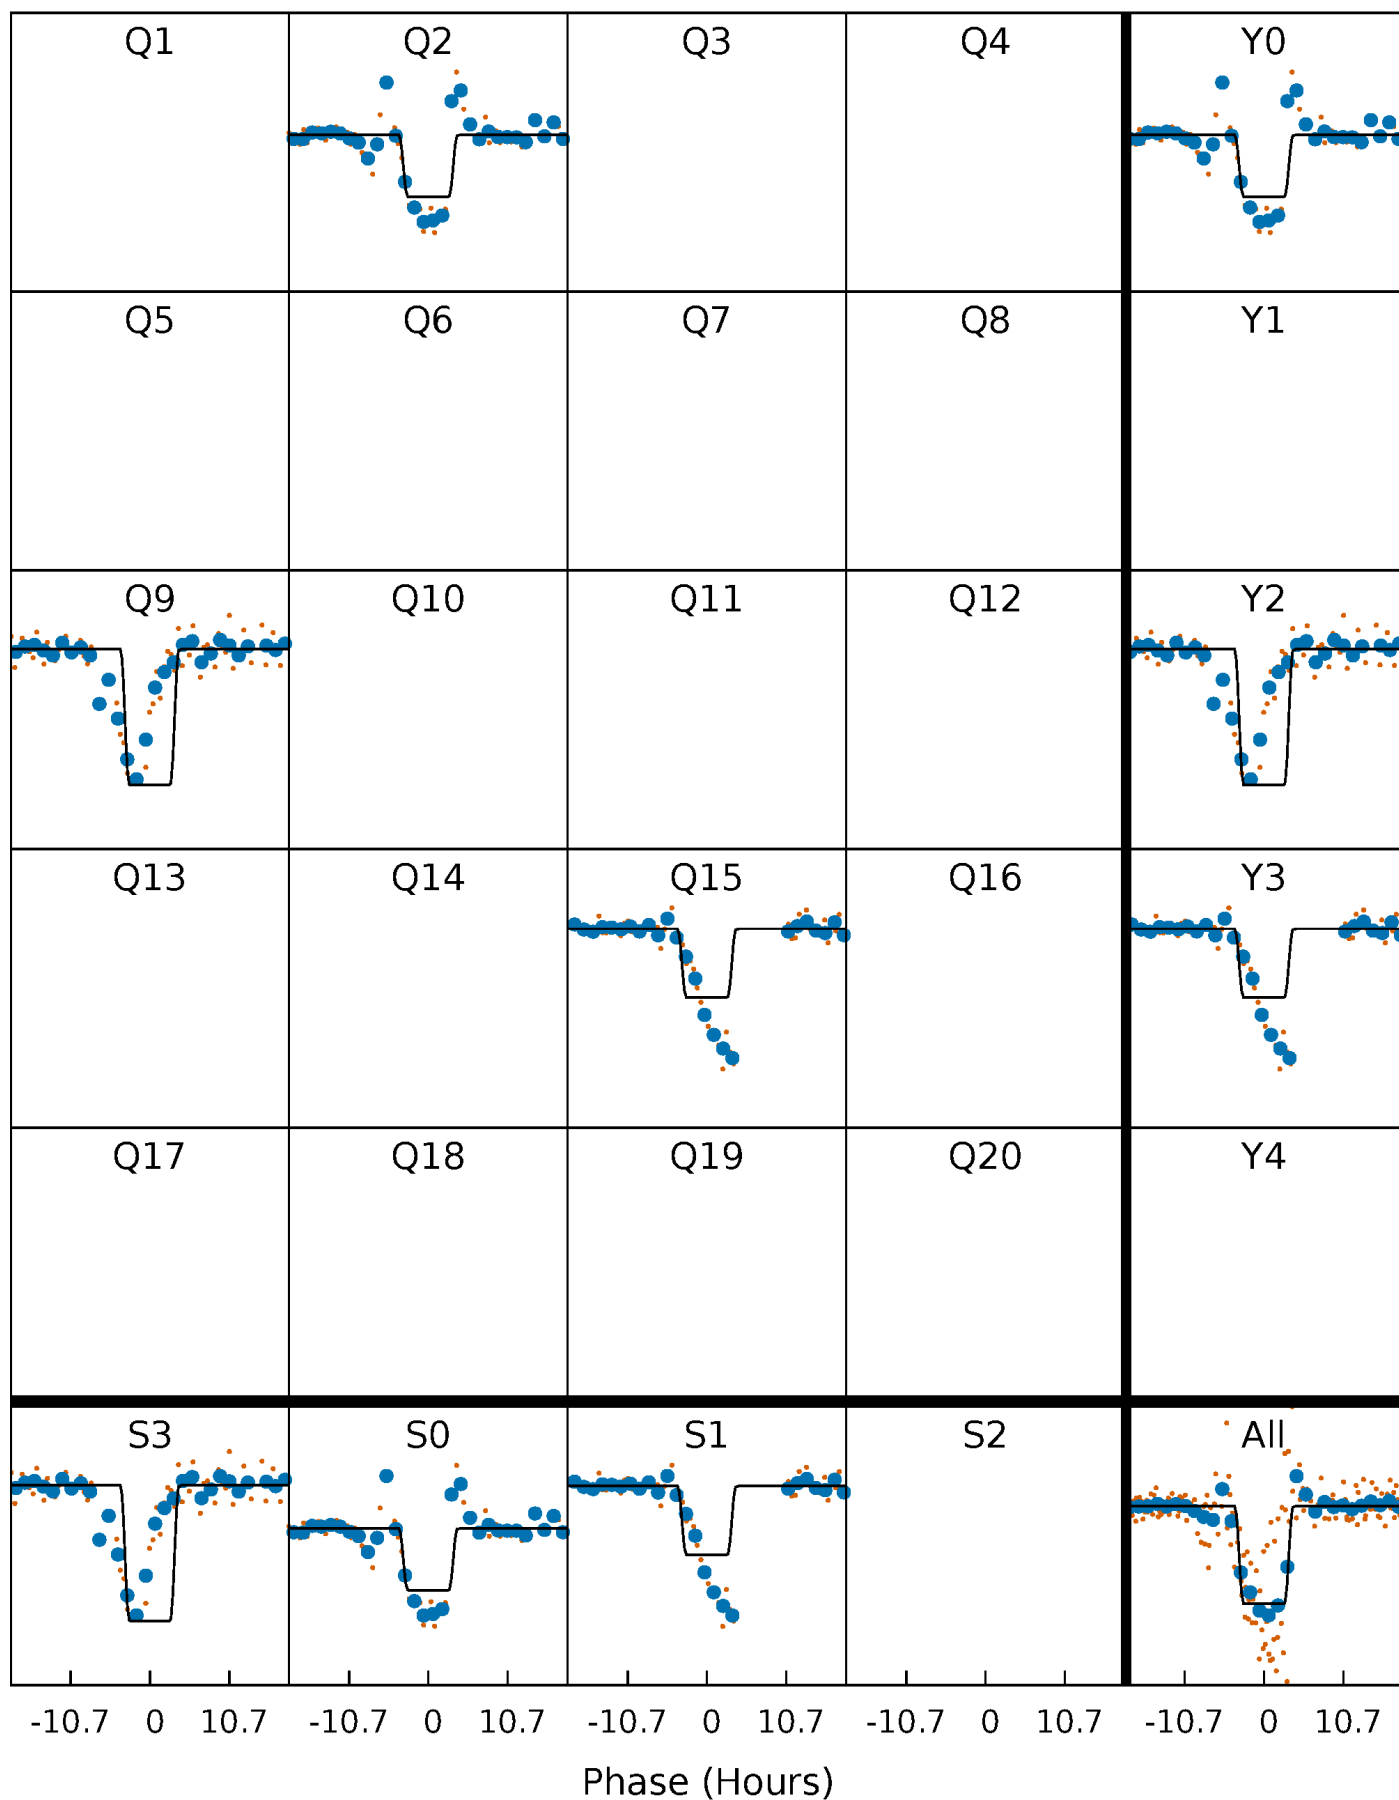 Q1 Q2 Q3 Q4 Y0
Q5 Q6 Q7 Q8 Y1
Q9 Q10 Q11 Q12 Y2
Q13 Q14 Q15 Q16 Y3
Q17 Q18 Q19 Q20 Y4
S3 S0 S1 S2 All
-10.7 0 10.7 -10.7 0 10.7 -10.7 0 10.7 -10.7 0 10.7 -10.7 0 10.7
Phase (Hours)